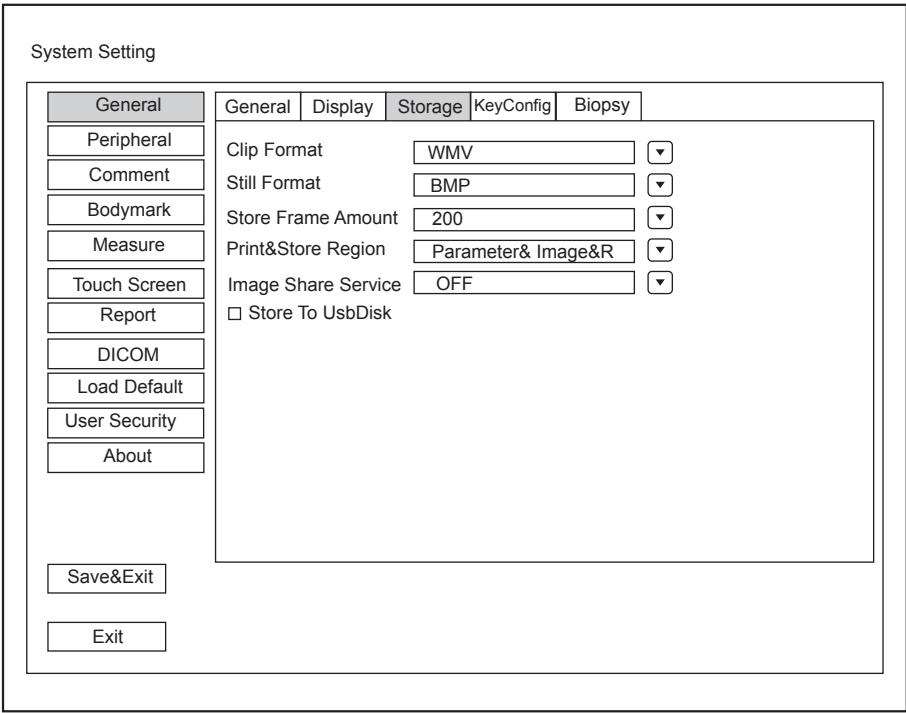 System Setting
General
Peripheral
Comment
Bodymark
Measure
Touch Screen
Report
DICOM
Load Default
User Security
About
Save&Exit
Exit
General Display Storage KeyConfig Biopsy
Clip Format WMV
Still Format BMP
Store Frame Amount 200
Print&Store Region Parameter& Image&R
Image Share Service OFF
Store To UsbDisk